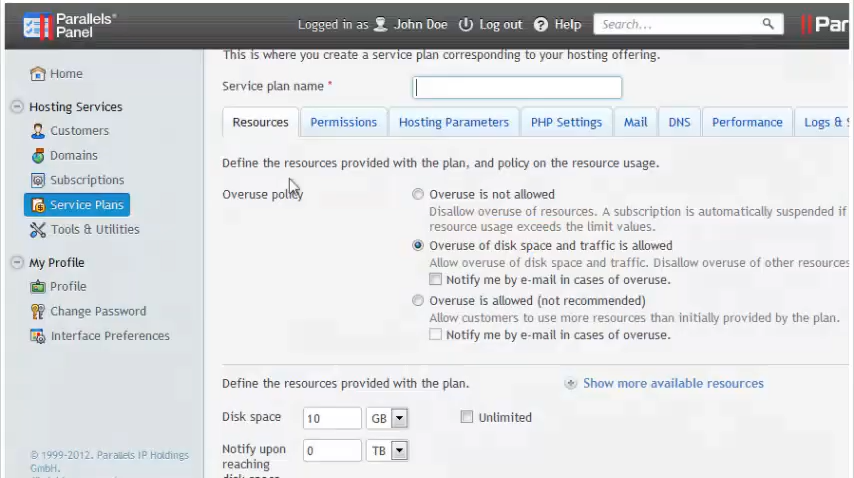 Parallels®
Panel
Logged in as John Doe Log out Help Search...
Par
This is where you create a service plan corresponding to your hosting offering.
Home
Service plan name *
Hosting Services
Customers
Domains
Subscriptions
Service Plans
Tools & Utilities
My Profile
Profile
Change Password
Interface Preferences
© 1999-2012. Parallels IP Holdings
GmbH.
Resources Permissions Hosting Parameters PHP Settings Mail DNS Performance Logs & S
Define the resources provided with the plan, and policy on the resource usage.
Overuse policy
Overuse is not allowed
Disallow overuse of resources. A subscription is automatically suspended if
resource usage exceeds the limit values.
Overuse of disk space and traffic is allowed
Allow overuse of disk space and traffic. Disallow overuse of other resources
Notify me by e-mail in cases of overuse.
Overuse is allowed (not recommended)
Allow customers to use more resources than initially provided by the plan.
Notify me by e-mail in cases of overuse.
Define the resources provided with the plan. Show more available resources
Disk space 10 GB Unlimited
Notify upon 0 TB
reaching
disk space